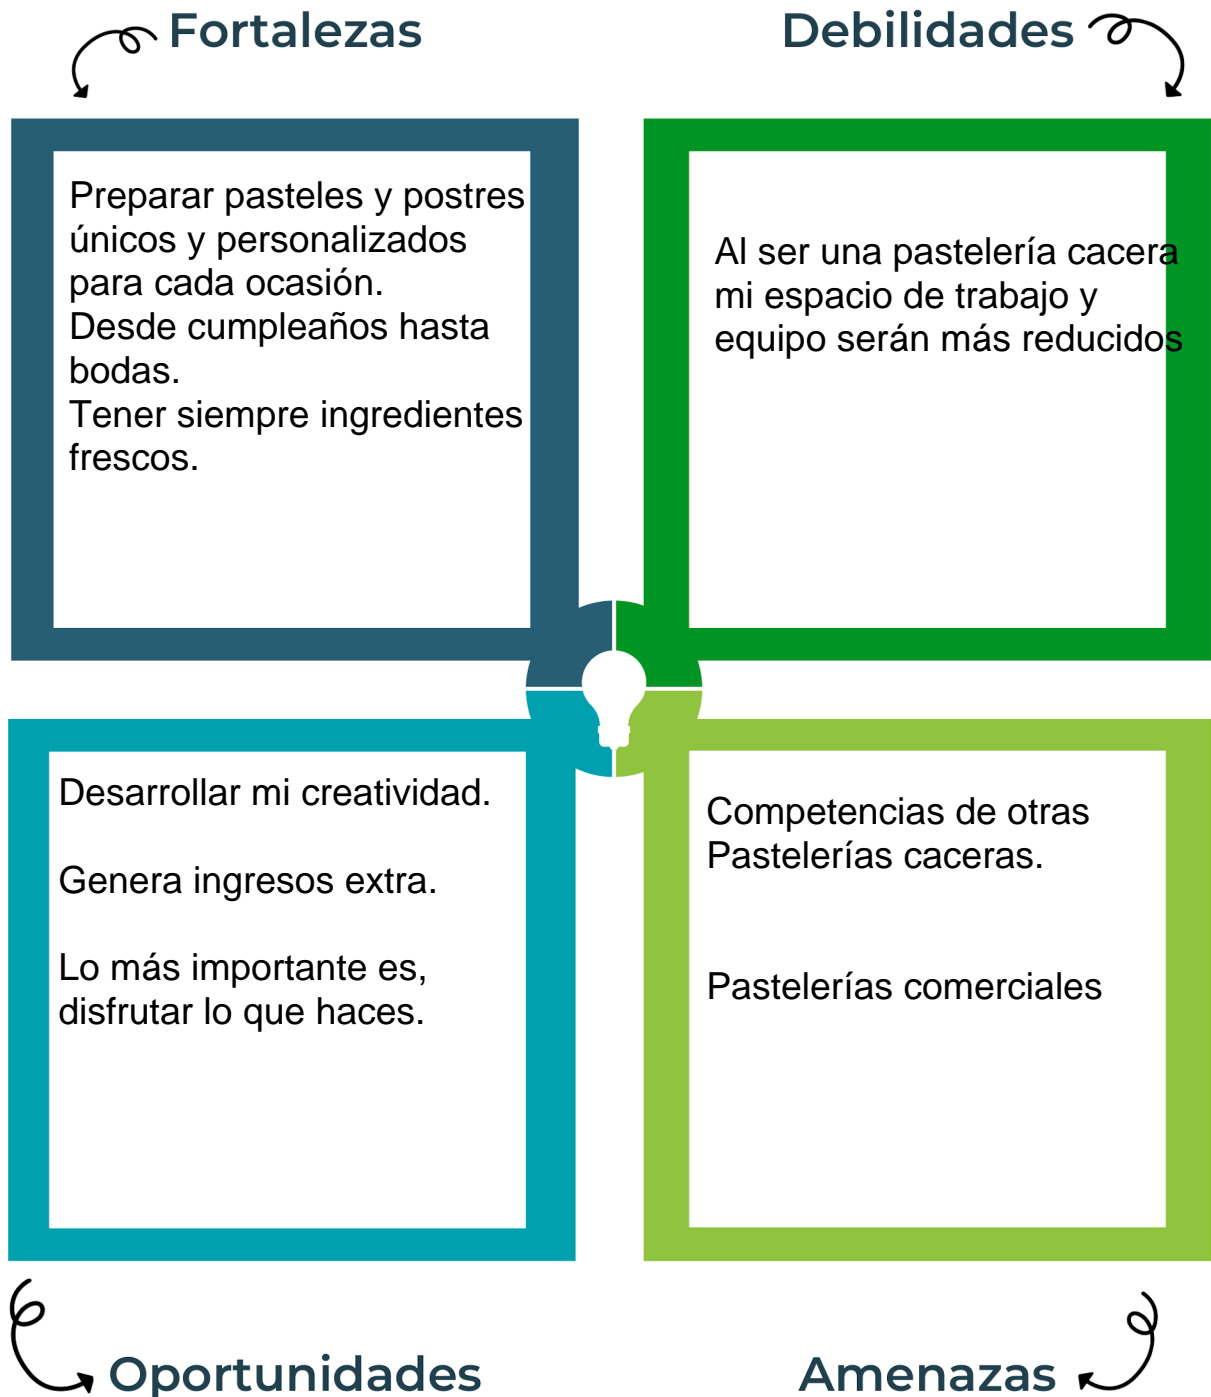 Fortalezas
Preparar pasteles y postres
únicos y personalizados
para cada ocasión.
Desde cumpleaños hasta
bodas.
Tener siempre ingredientes
frescos.
Debilidades
Al ser una pastelería cacera
mi espacio de trabajo y
equipo serán más reducidos
Desarrollar mi creatividad.
Genera ingresos extra.
Lo más importante es,
disfrutar lo que haces.
Oportunidades
Competencias de otras
Pastelerías caceras.
Pastelerías comerciales
Amenazas